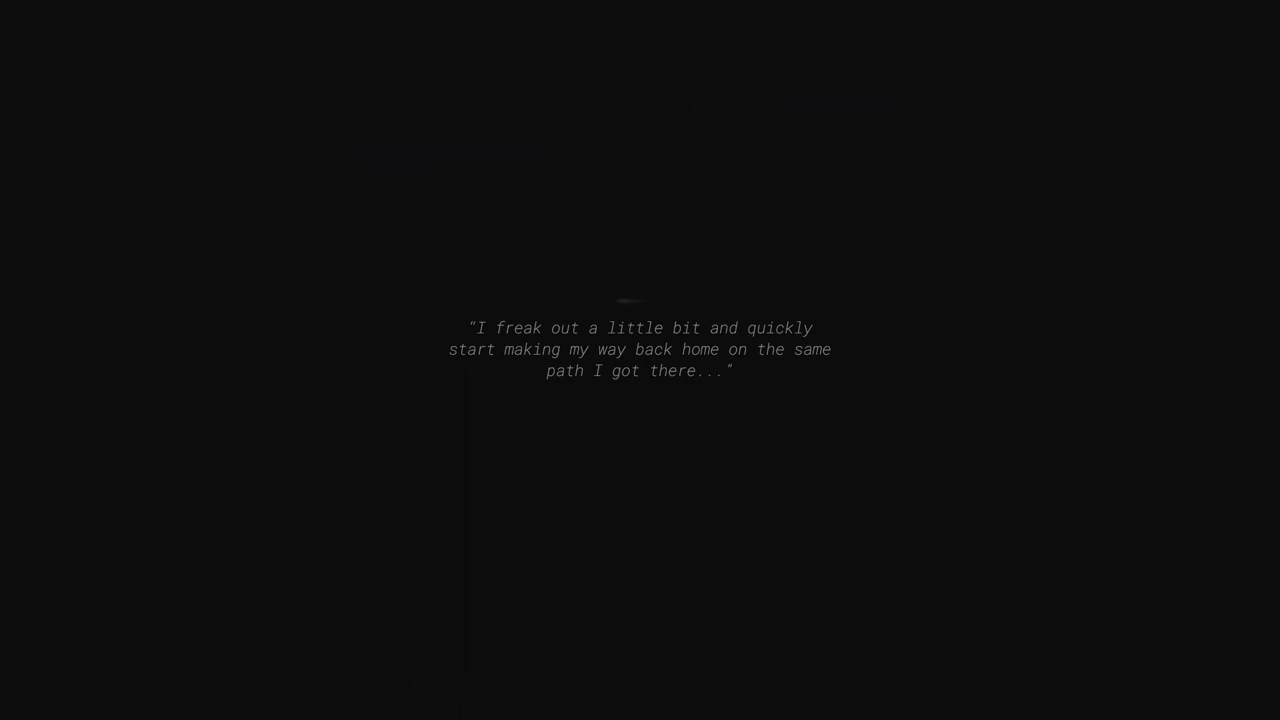 “I freak out a little bit and quickly
start making my way back home on the same
path I got there...”